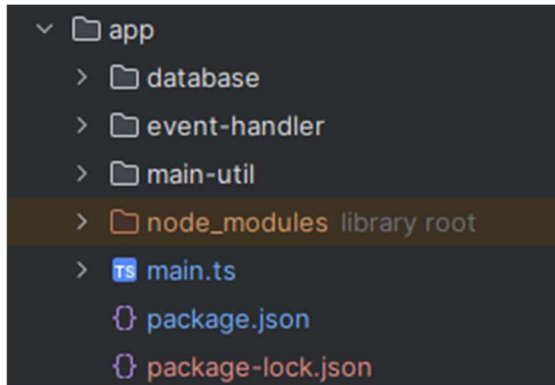 app
database
event-handler
main-util
node_modules library root
TS main.ts
{} package.json
{} package-lock.json